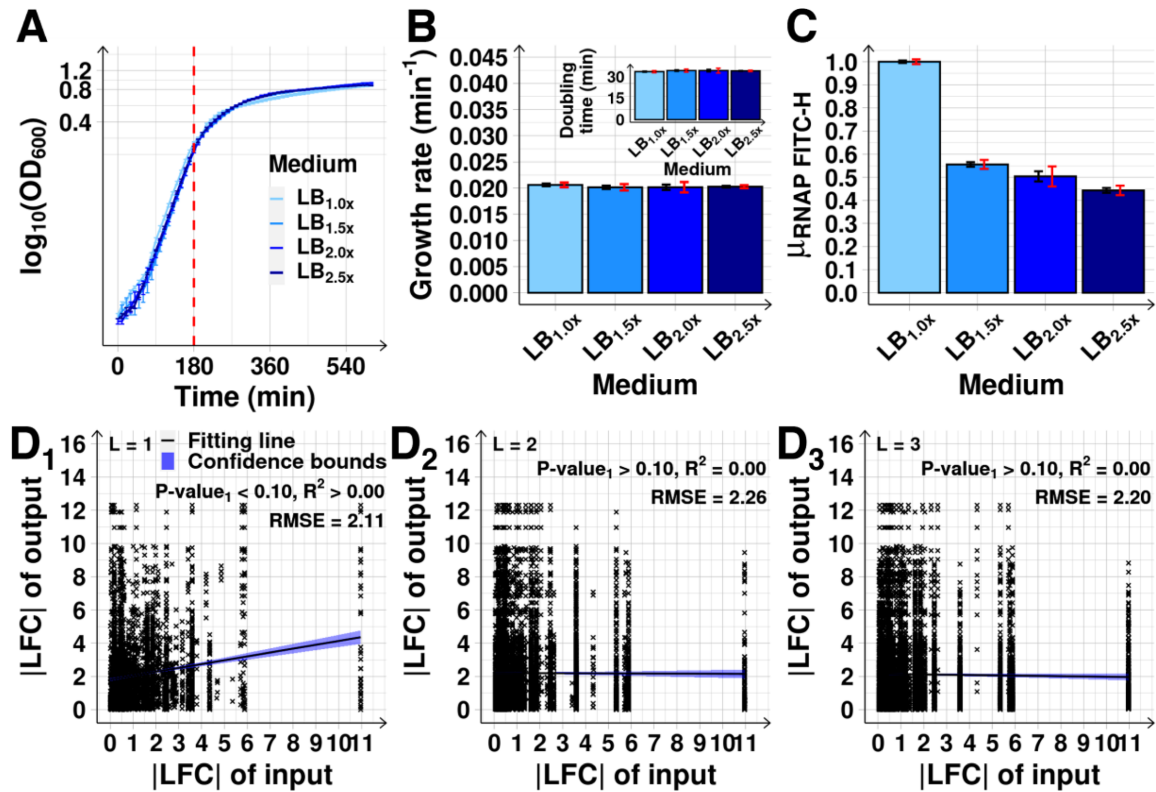 A
log10(OD600)
1.2
0.8
0.4
Medium
LB1.0x
LB1.5x
LB2.0x
LB2.5x
0 180 360 540
Time (min)
B
Growth rate (min-1)
0.045
0.040
0.035
0.030
0.025
0.020
0.015
0.010
0.005
0.000
Doubling
time (min)
30
15
0
LB1.0x LB1.5x LB2.0x LB2.5x
Medium
LB1.0x LB1.5x LB2.0x LB2.5x
Medium
C
μRNAP FITC-H
1.0
0.9
0.8
0.7
0.6
0.5
0.4
0.3
0.2
0.1
0.0
LB1.0x LB1.5x LB2.0x LB2.5x
Medium
D1
L = 1
Fitting line
Confidence bounds
P-value1 < 0.10, R2 > 0.00
RMSE = 2.11
|LFC| of output
16
14
12
10
8
6
4
2
0
0 1 2 3 4 5 6 7 8 9 10 11
|LFC| of input
D2
L = 2
P-value1 > 0.10, R2 = 0.00
RMSE = 2.26
|LFC| of output
16
14
12
10
8
6
4
2
0
0 1 2 3 4 5 6 7 8 9 10 11
|LFC| of input
D3
L = 3
P-value1 > 0.10, R2 = 0.00
RMSE = 2.20
|LFC| of output
16
14
12
10
8
6
4
2
0
0 1 2 3 4 5 6 7 8 9 10 11
|LFC| of input